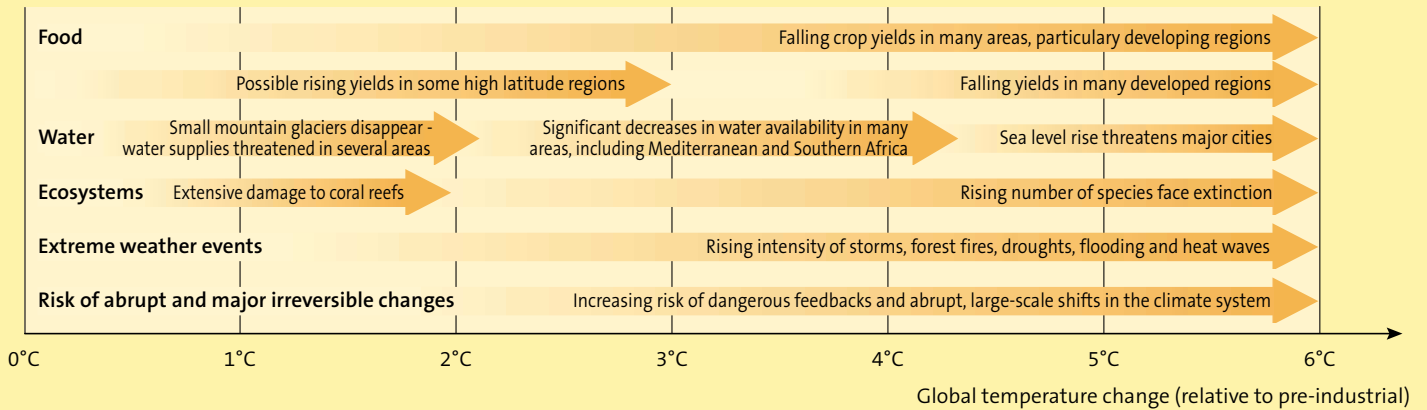 Food
Falling crop yields in many areas, particulary developing regions
Possible rising yields in some high latitude regions
Falling yields in many developed regions
Water
Small mountain glaciers disappear -
water supplies threatened in several areas
Significant decreases in water availability in many
areas, including Mediterranean and Southern Africa
Sea level rise threatens major cities
Ecosystems
Extensive damage to coral reefs
Rising number of species face extinction
Extreme weather events
Rising intensity of storms, forest fires, droughts, flooding and heat waves
Risk of abrupt and major irreversible changes
Increasing risk of dangerous feedbacks and abrupt, large-scale shifts in the climate system
0°C 1°C 2°C 3°C 4°C 5°C 6°C
Global temperature change (relative to pre-industrial)